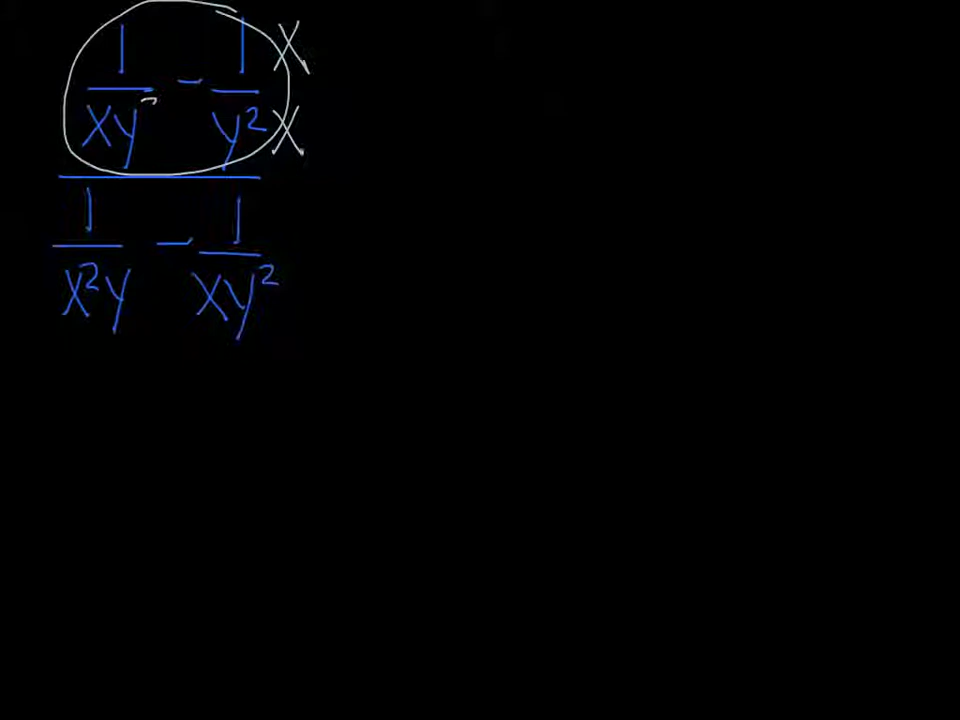 1 1 X
— - —
xy y² X
1 1
— - —
x²y xy²